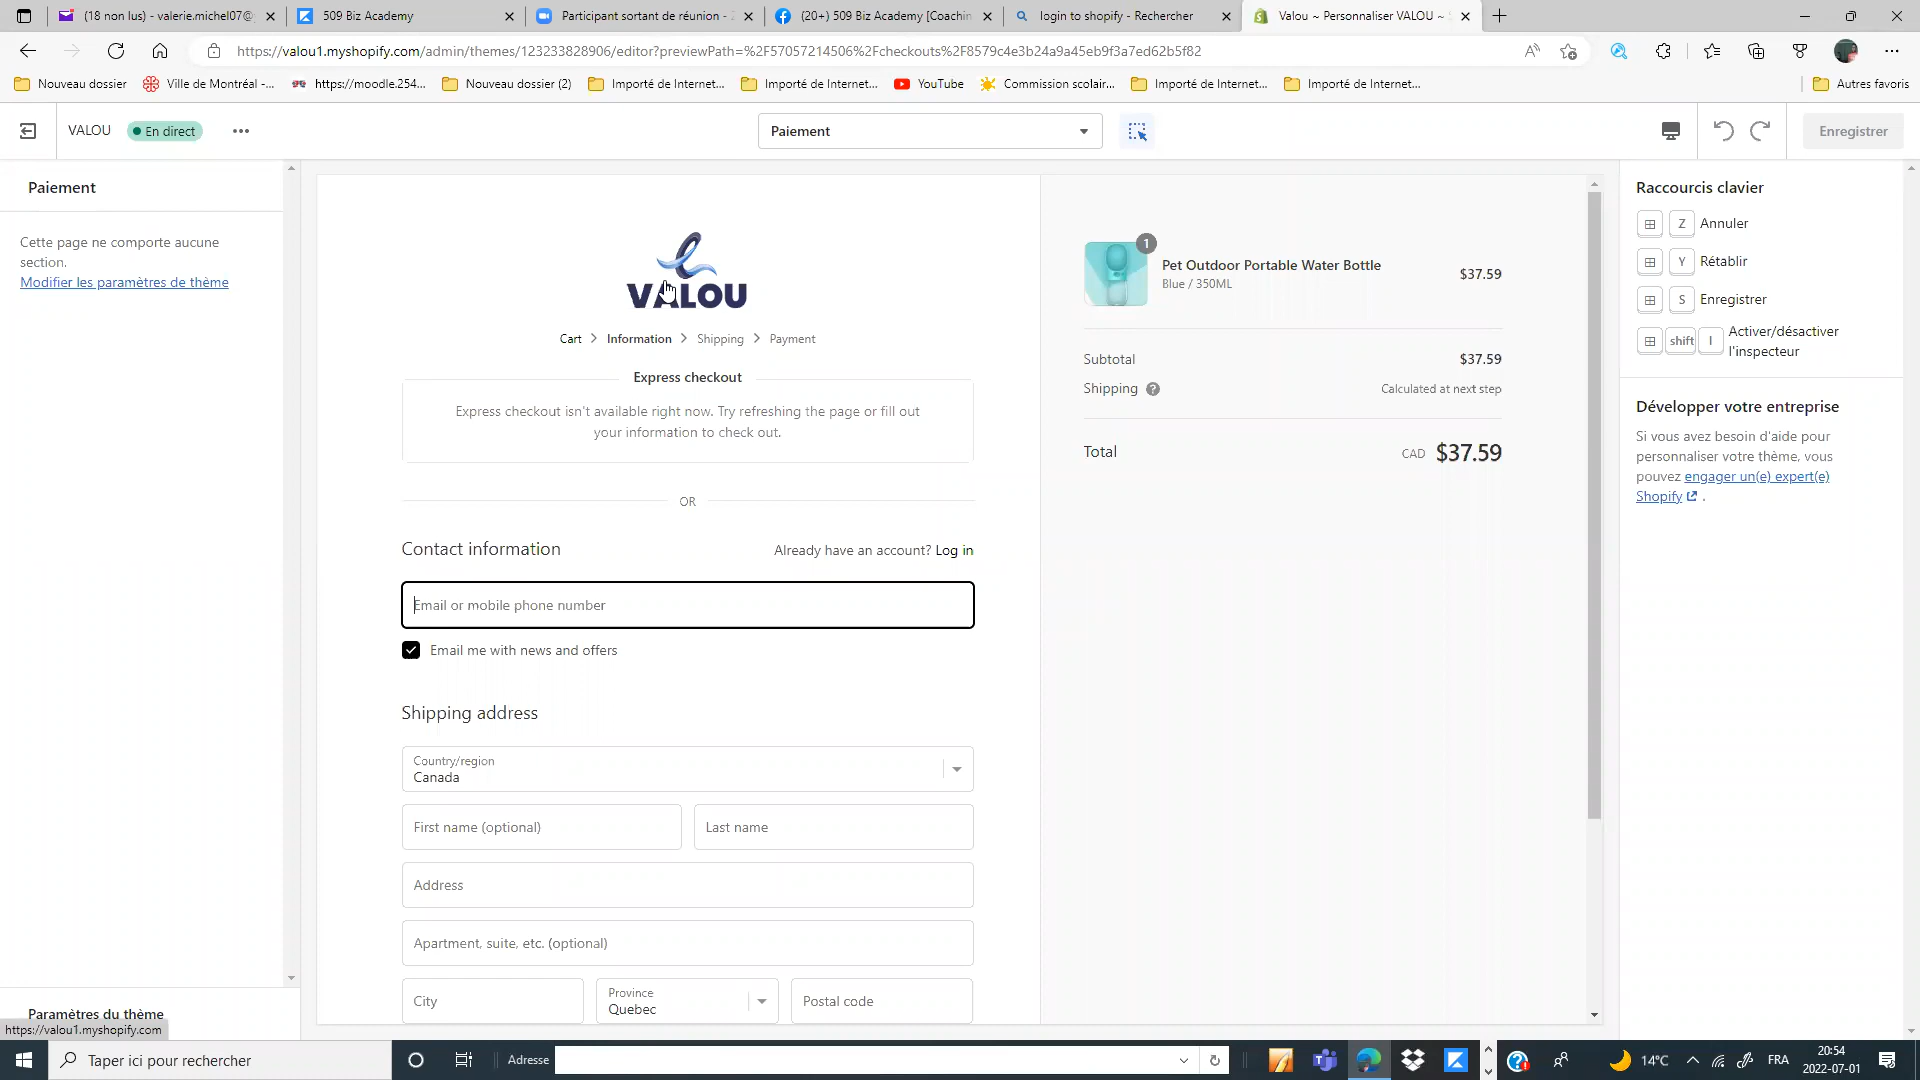 (18 non lus) - valerie.michel07@
509 Biz Academy
Participant sortant de réunion -
(20+) 509 Biz Academy [Coachin
login to shopify - Rechercher
Valou ~ Personnaliser VALOU ~
https://valou1.myshopify.com/admin/themes/123233828906/editor?previewPath=%2F57057214506%2Fcheckouts%2F8579c4e3b24a9a45eb9f3a7ed62b5f82
Nouveau dossier
Ville de Montréal -...
https://moodle.254...
Nouveau dossier (2)
Importé de Internet...
Importé de Internet...
YouTube
Commission scolair...
Importé de Internet...
Importé de Internet...
Autres favoris
VALOU
En direct
Paiement
Enregistrer
Paiement
Cette page ne comporte aucune
section.
Modifier les paramètres de thème
Paramètres du thème
https://valou1.myshopify.com
VALOU
Cart > Information > Shipping > Payment
Express checkout
Express checkout isn't available right now. Try refreshing the page or fill out
your information to check out.
OR
Contact information
Already have an account? Log in
Email or mobile phone number
Email me with news and offers
Shipping address
Country/region
Canada
First name (optional)
Last name
Address
Apartment, suite, etc. (optional)
City
Province
Quebec
Postal code
1
Pet Outdoor Portable Water Bottle
Blue / 350ML
$37.59
Subtotal
$37.59
Shipping
Calculated at next step
Total
CAD $37.59
Raccourcis clavier
Z Annuler
Y Rétablir
S Enregistrer
shift I Activer/désactiver
l'inspecteur
Développer votre entreprise
Si vous avez besoin d'aide pour
personnaliser votre thème, vous
pouvez engager un(e) expert(e)
Shopify .
Taper ici pour rechercher
Adresse
14°C
FRA
20:54
2022-07-01